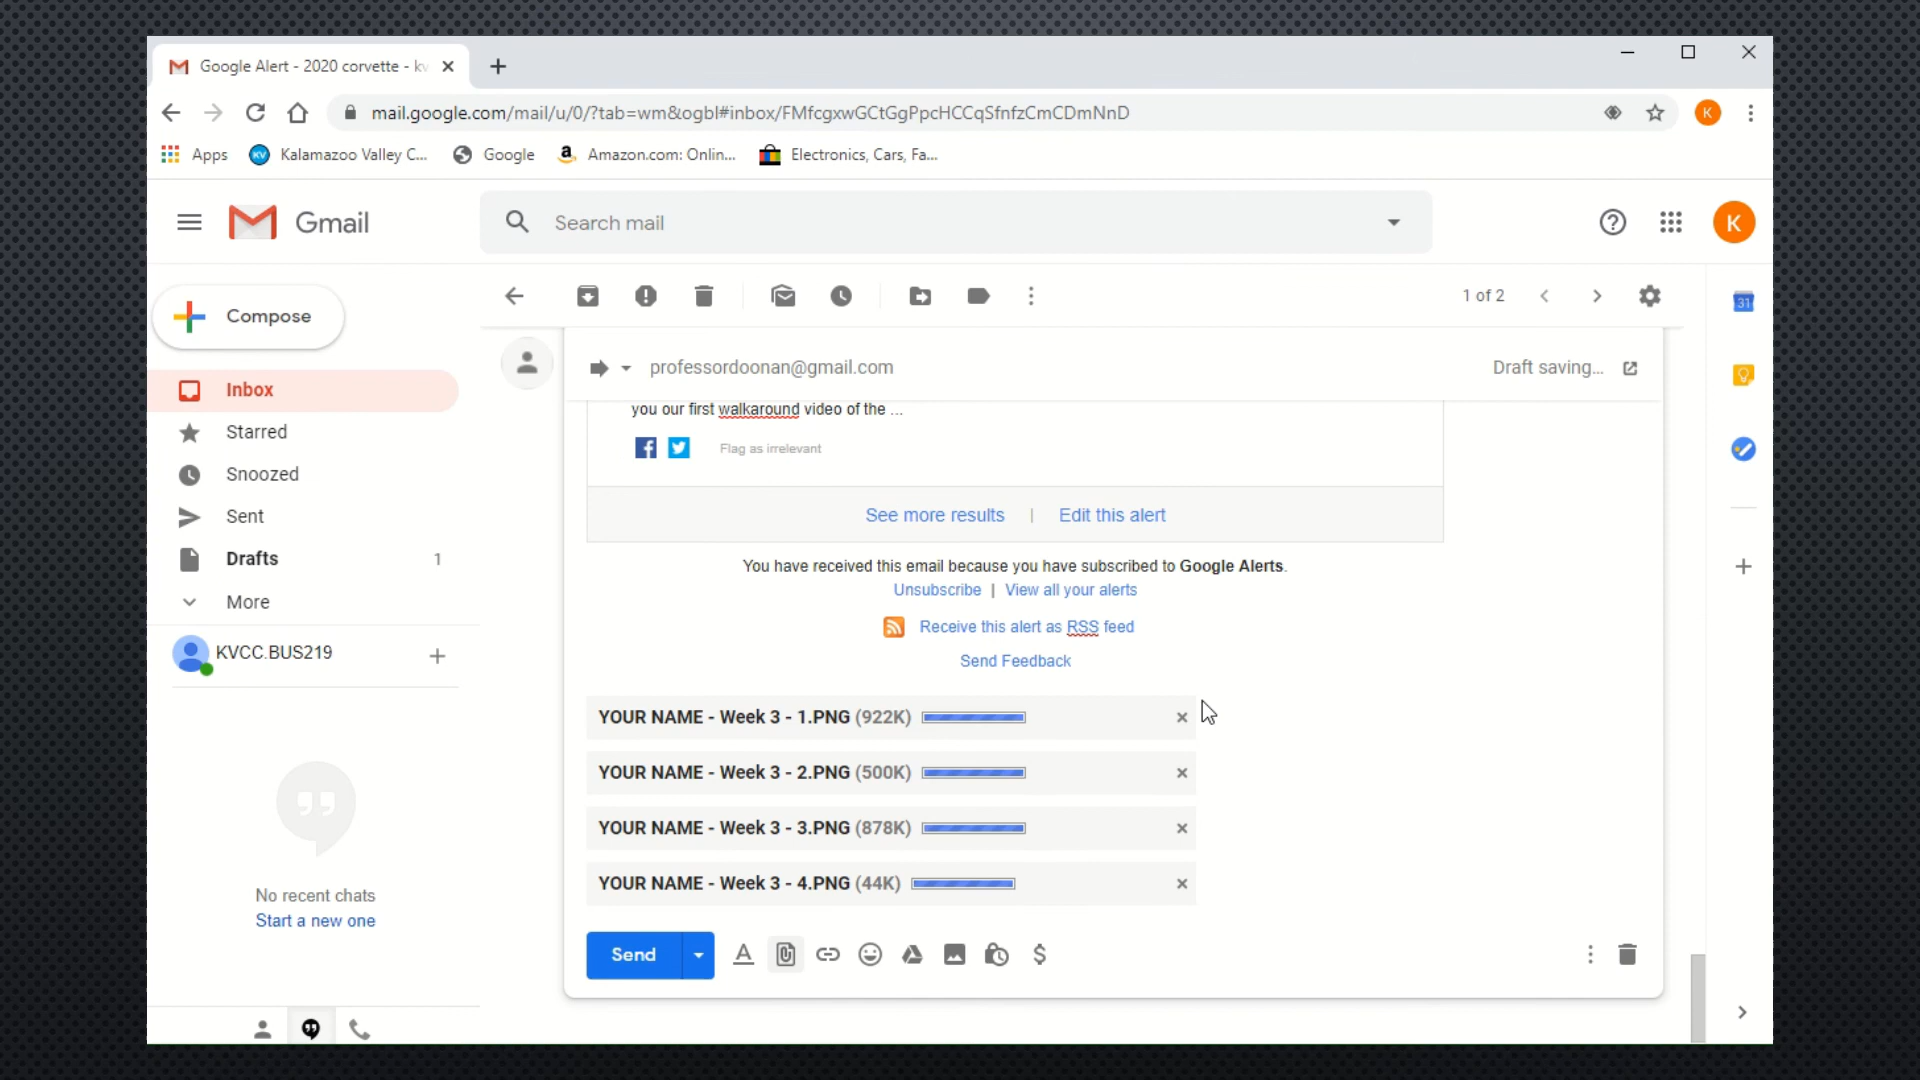 Google Alert - 2020 corvette - kv
mail.google.com/mail/u/0/?tab=wm&ogbl#inbox/FMfcgxwGCtGgPpcHCCqSfnfzCmCDmNnD
K
Apps
KV
Kalamazoo Valley C...
Google
a
Amazon.com: Onlin...
Electronics, Cars, Fa...
Gmail
Search mail
K
Compose
1 of 2
31
Inbox
Starred
Snoozed
Sent
Drafts 1
More
KVCC.BUS219
No recent chats
Start a new one
professordoonan@gmail.com
Draft saving...
you our first walkaround video of the ...
Flag as irrelevant
See more results | Edit this alert
You have received this email because you have subscribed to Google Alerts.
Unsubscribe | View all your alerts
Receive this alert as RSS feed
Send Feedback
YOUR NAME - Week 3 - 1.PNG (922K)
YOUR NAME - Week 3 - 2.PNG (500K)
YOUR NAME - Week 3 - 3.PNG (878K)
YOUR NAME - Week 3 - 4.PNG (44K)
Send